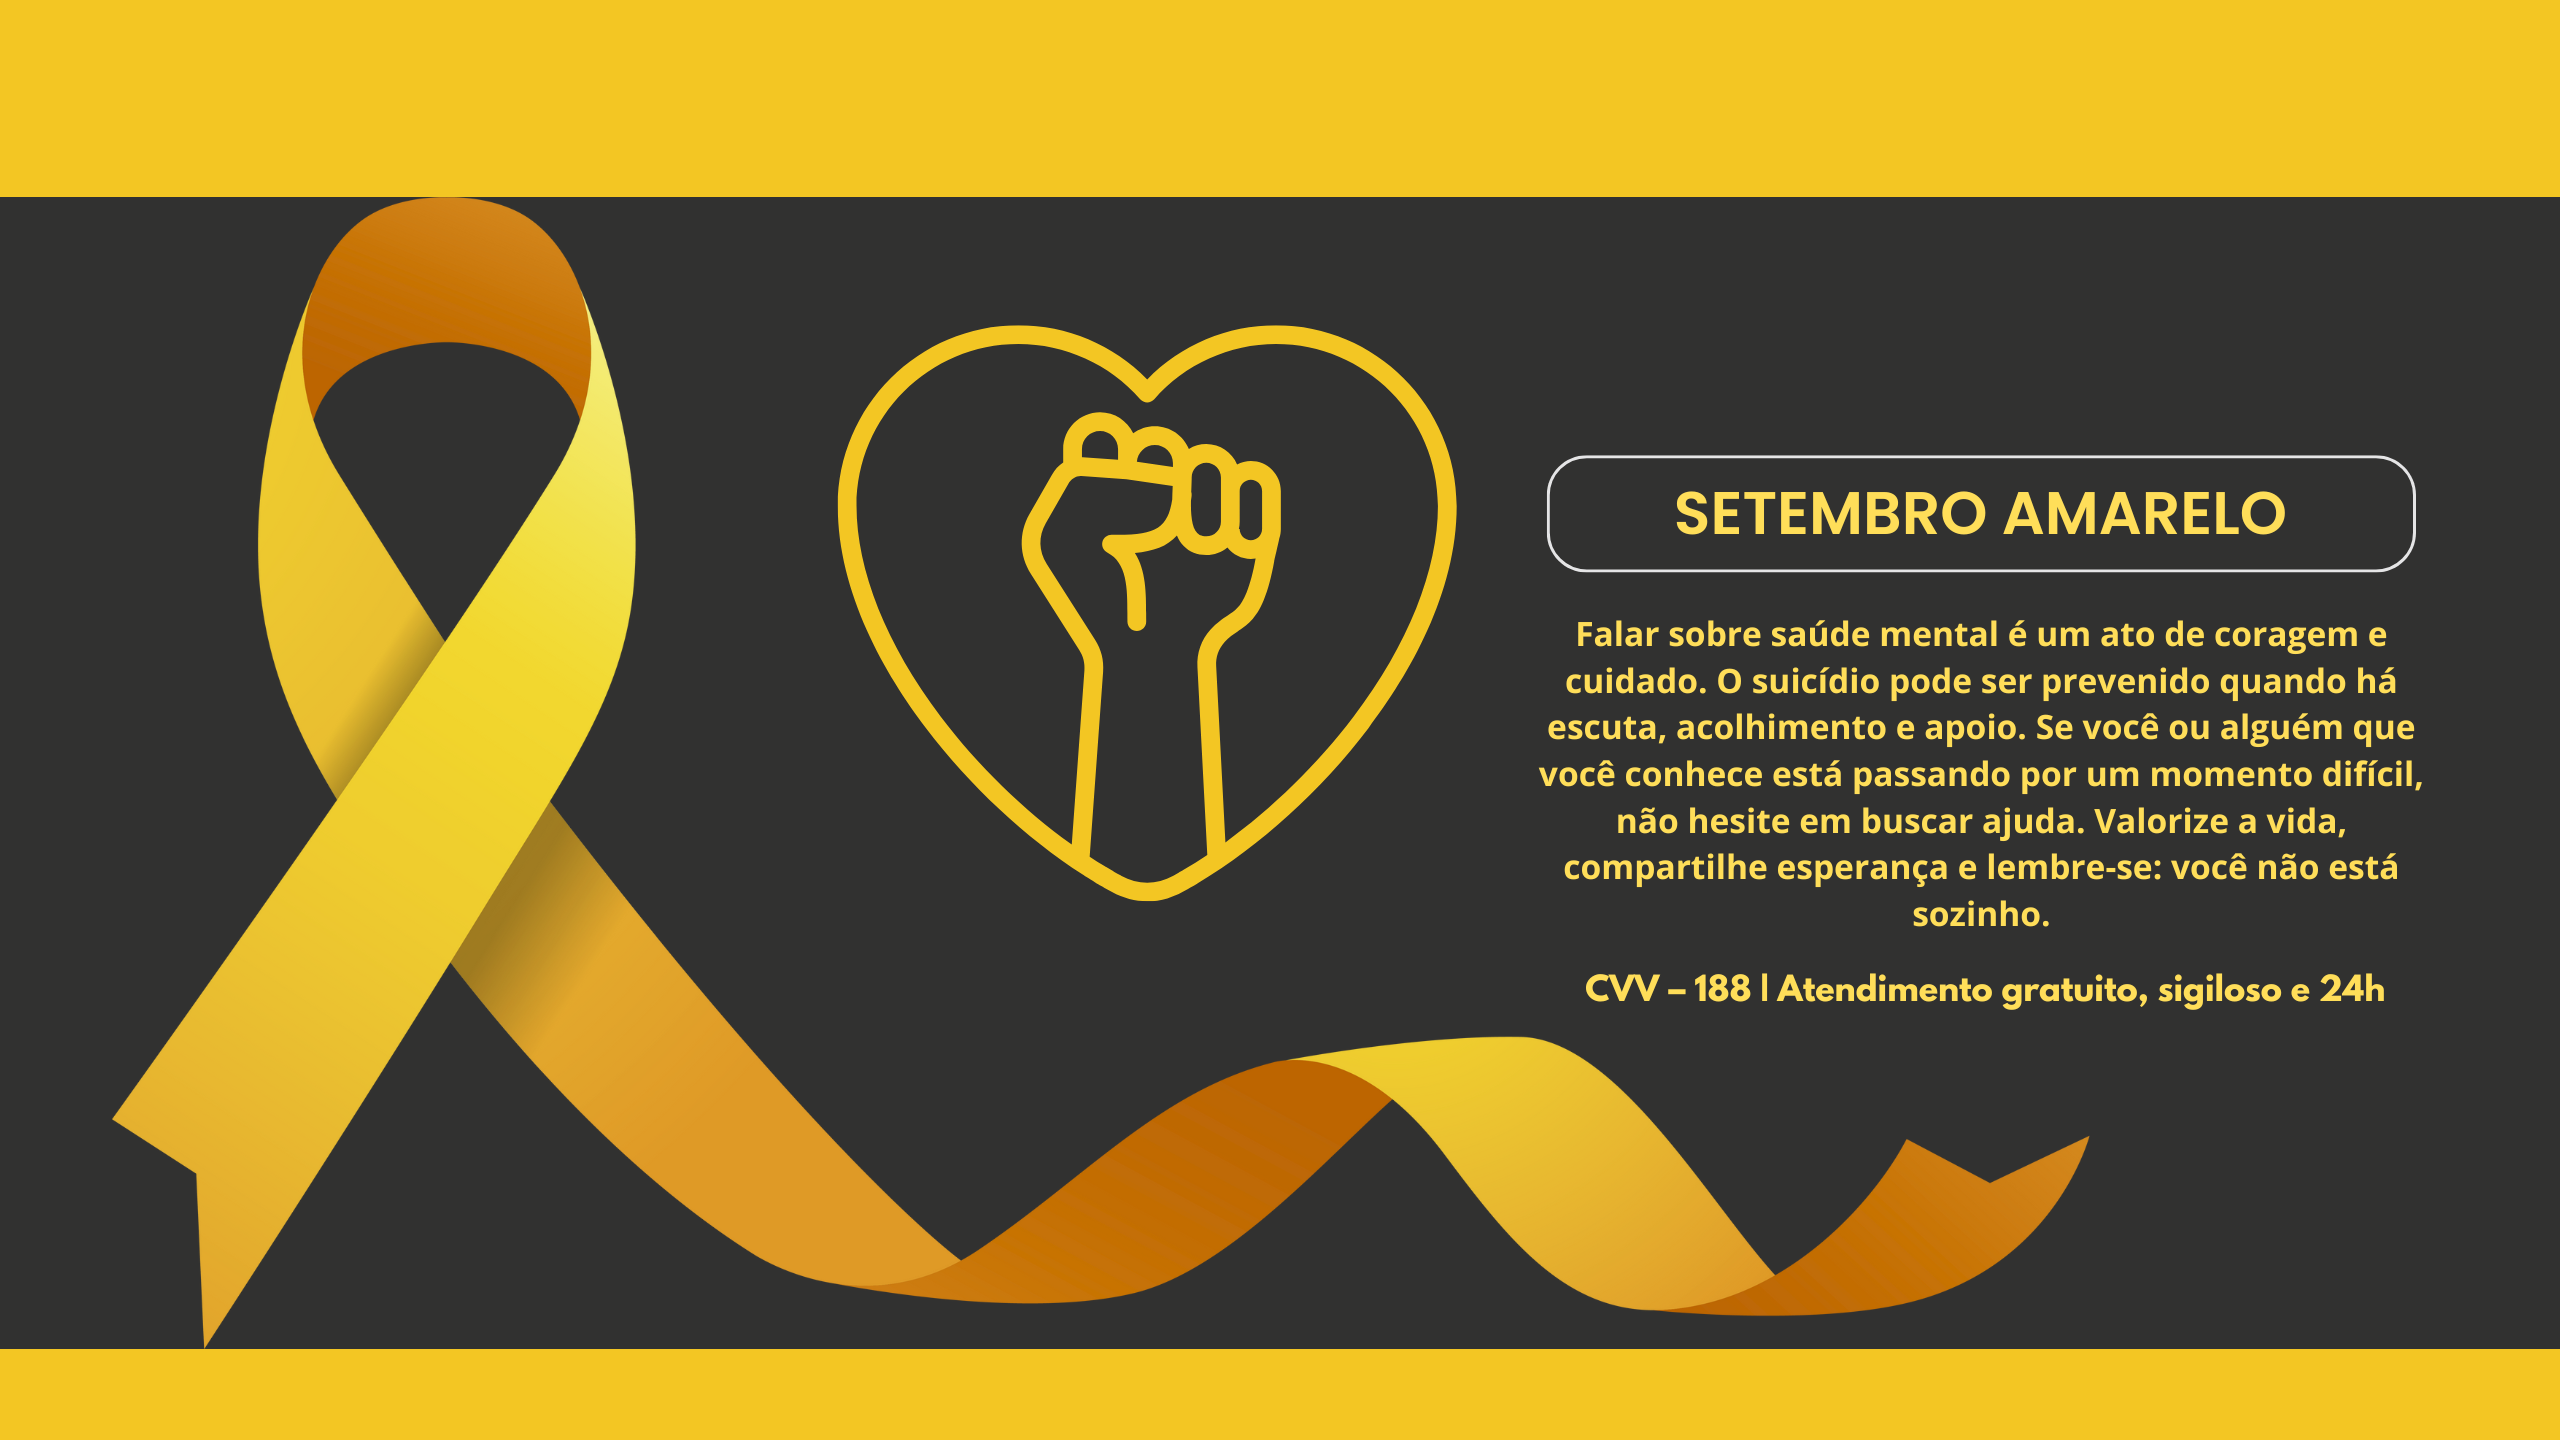 SETEMBRO AMARELO
Falar sobre saúde mental é um ato de coragem e
cuidado. O suicídio pode ser prevenido quando há
escuta, acolhimento e apoio. Se você ou alguém que
você conhece está passando por um momento difícil,
não hesite em buscar ajuda. Valorize a vida,
compartilhe esperança e lembre-se: você não está
sozinho.
CVV – 188 | Atendimento gratuito, sigiloso e 24h